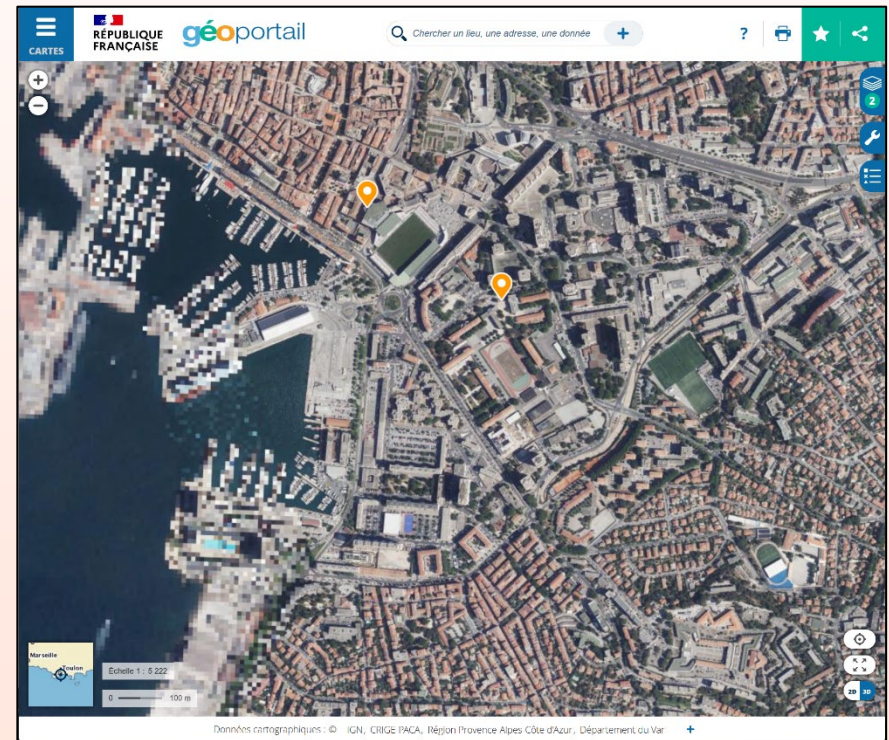 CARTES
RÉPUBLIQUE
FRANÇAISE
géoportail
Chercher un lieu, une adresse, une donnée
+
?
+
−
2
Marseille
Toulon
Échelle 1 : 5 222
0 100 m
2D 3D
Données cartographiques : © IGN, CRIGE PACA, Région Provence Alpes Côte d'Azur, Département du Var +